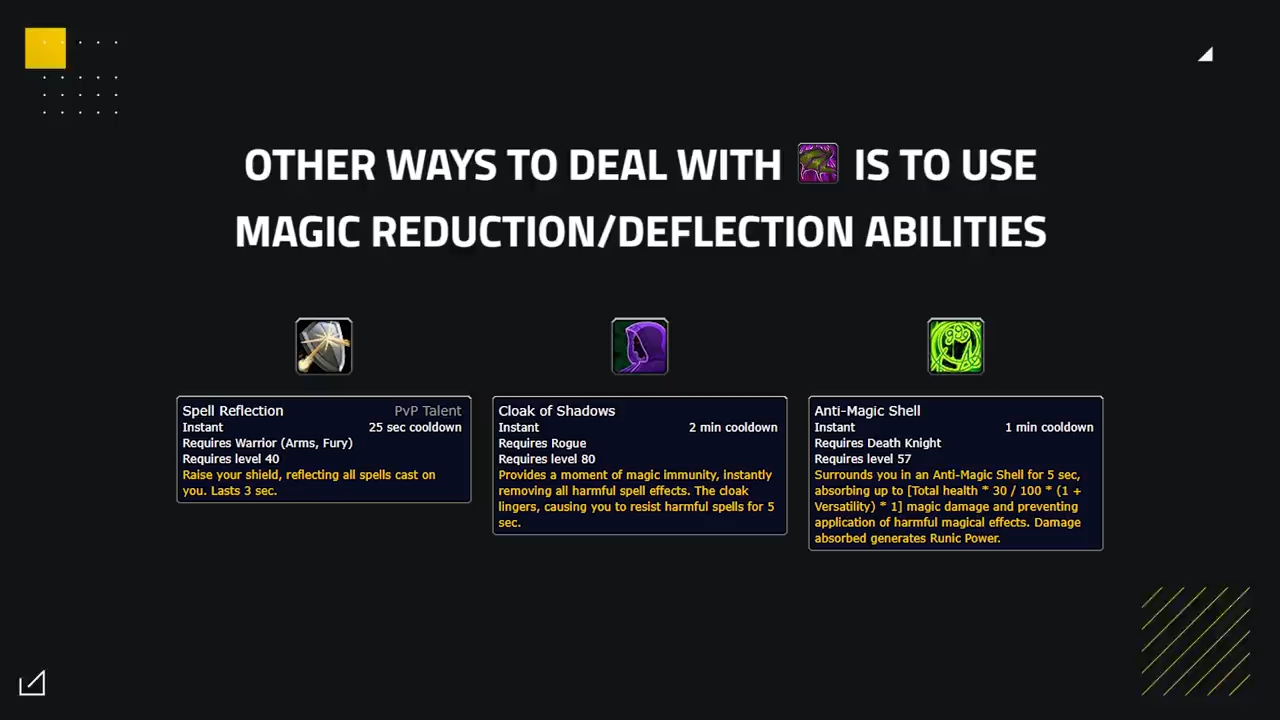 OTHER WAYS TO DEAL WITH IS TO USE
MAGIC REDUCTION/DEFLECTION ABILITIES
Spell Reflection PvP Talent
Instant 25 sec cooldown
Requires Warrior (Arms, Fury)
Requires level 40
Raise your shield, reflecting all spells cast on
you. Lasts 3 sec.
Cloak of Shadows
Instant 2 min cooldown
Requires Rogue
Requires level 80
Provides a moment of magic immunity, instantly
removing all harmful spell effects. The cloak
lingers, causing you to resist harmful spells for 5
sec.
Anti-Magic Shell
Instant 1 min cooldown
Requires Death Knight
Requires level 57
Surrounds you in an Anti-Magic Shell for 5 sec,
absorbing up to [Total health * 30 / 100 * (1 +
Versatility) * 1] magic damage and preventing
application of harmful magical effects. Damage
absorbed generates Runic Power.